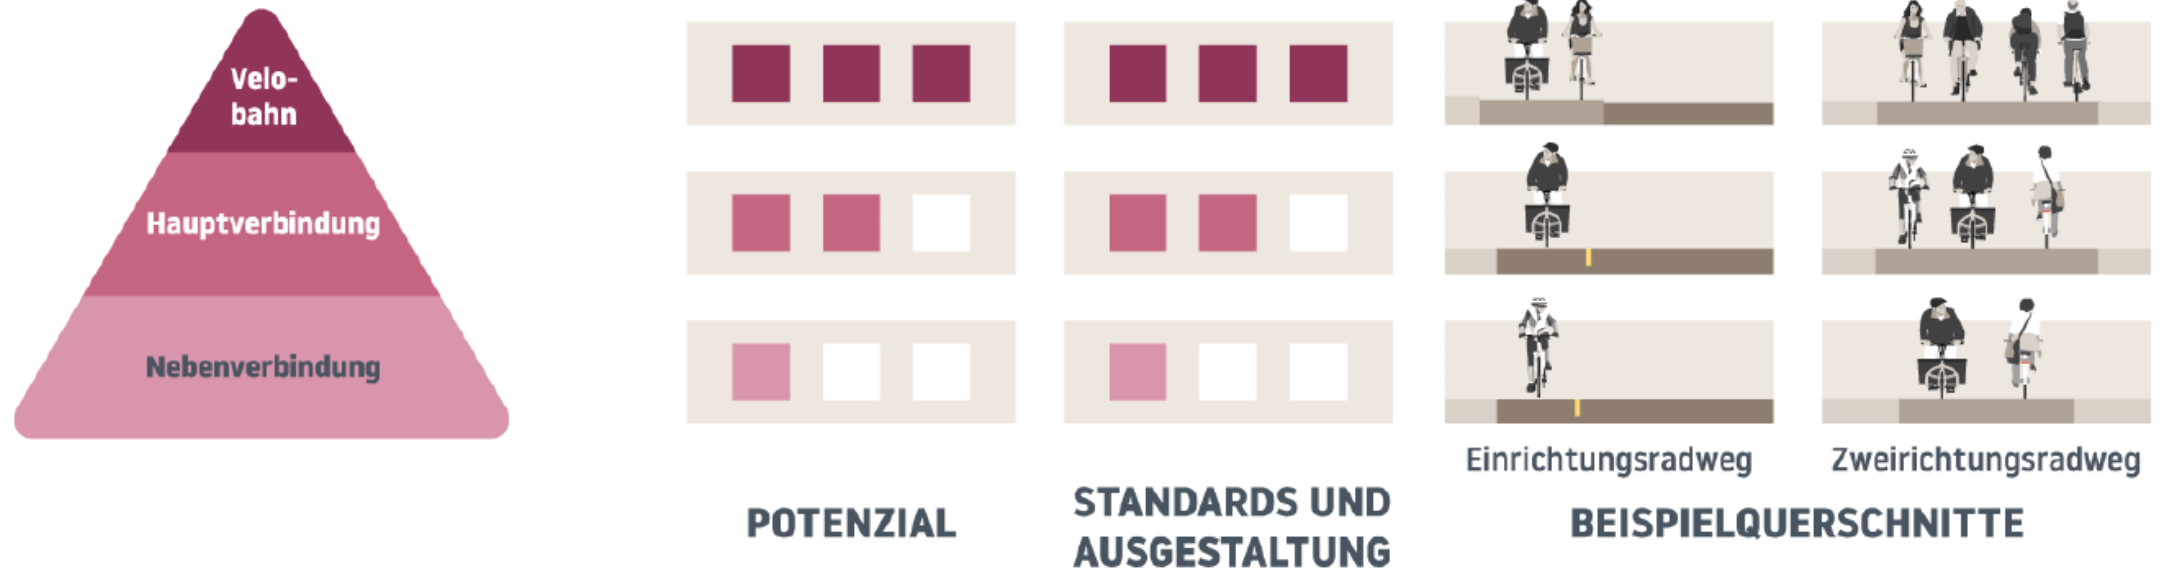 Velo-
bahn
Hauptverbindung
Nebenverbindung
Einrichtungsradweg
Zweirichtungsradweg
POTENZIAL
STANDARDS UND
AUSGESTALTUNG
BEISPIELQUERSCHNITTE